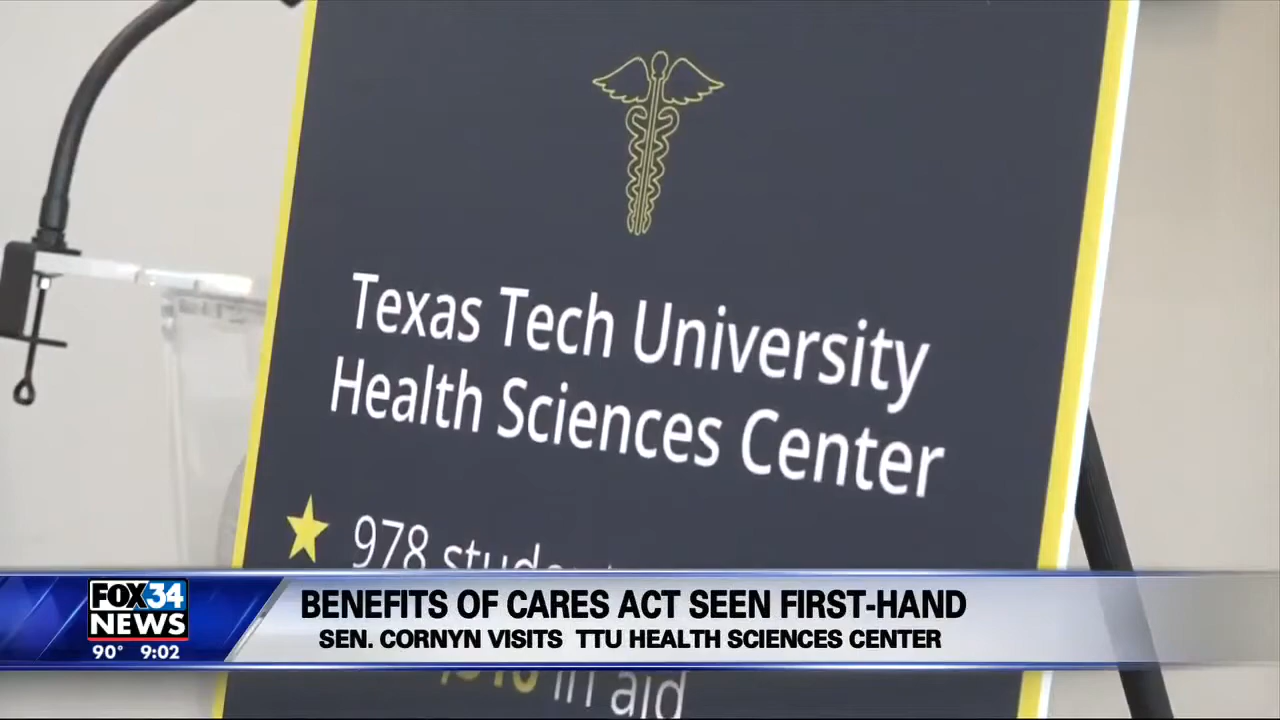 Texas Tech University
Health Sciences Center
978
in aid
BENEFITS OF CARES ACT SEEN FIRST-HAND
SEN. CORNYN VISITS TTU HEALTH SCIENCES CENTER
FOX34
NEWS
90° 9:02